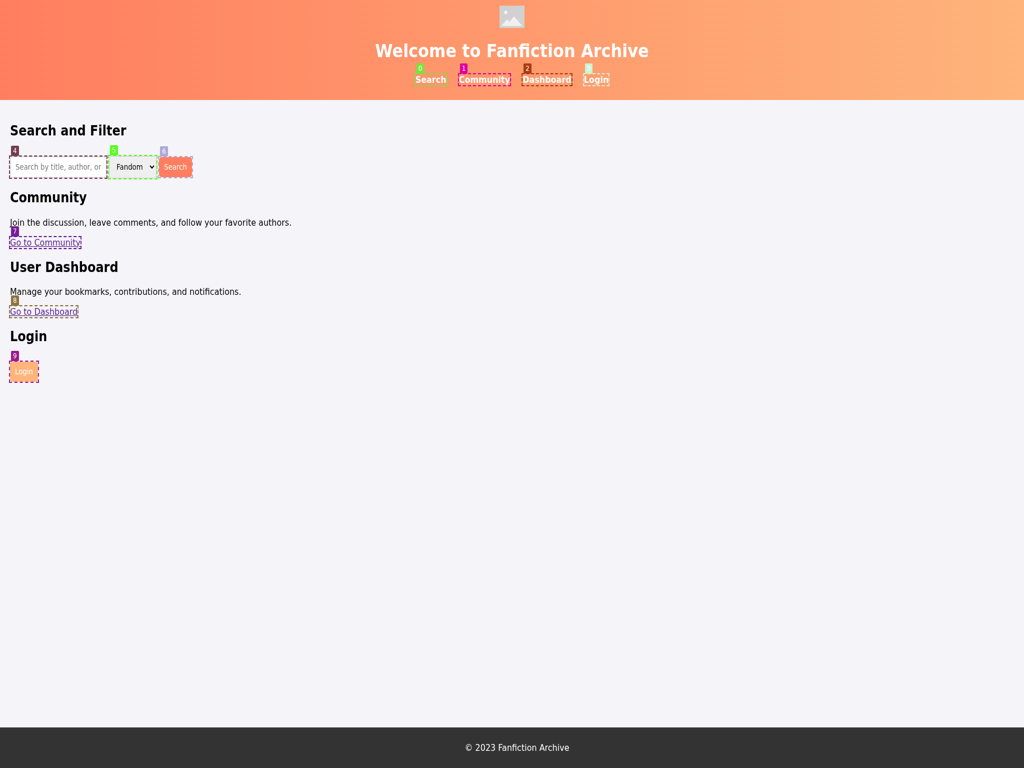 Welcome to Fanfiction Archive
0 1 2
Search Community Dashboard Login
Search and Filter
4 5 6
Search by title, author, or Fandom Search
Community
Join the discussion, leave comments, and follow your favorite authors.
7
Go to Community
User Dashboard
Manage your bookmarks, contributions, and notifications.
8
Go to Dashboard
Login
9
Login
© 2023 Fanfiction Archive